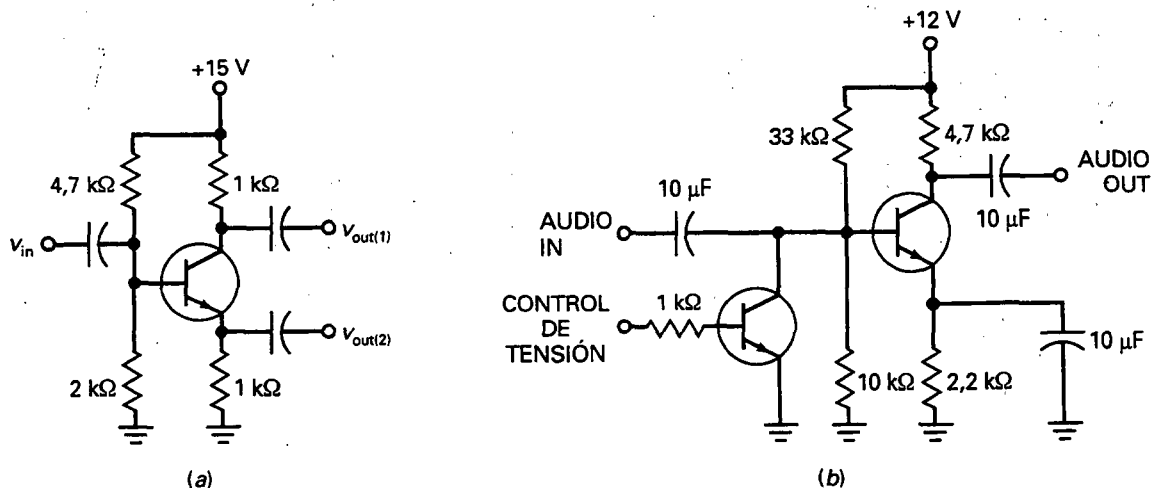 +15 V
4,7 kΩ
1 kΩ
v_in
v_out(1)
v_out(2)
2 kΩ
1 kΩ
(a)
+12 V
33 kΩ
4,7 kΩ
10 µF
AUDIO
OUT
10 µF
AUDIO
IN
CONTROL
DE
TENSIÓN
1 kΩ
10 kΩ
2,2 kΩ
10 µF
(b)